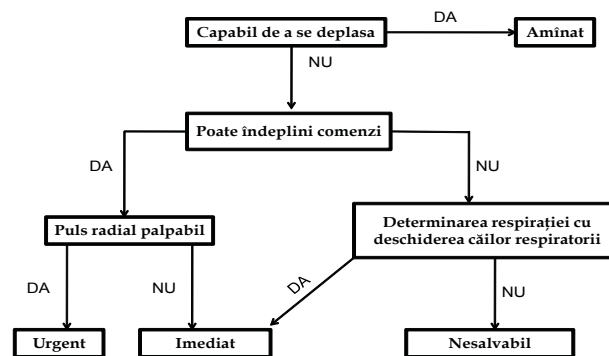 Capabil de a se deplasa
DA
Amînat
NU
Poate îndeplini comenzi
DA
NU
Puls radial palpabil
Determinarea respirației cu
deschiderea căilor respiratorii
DA
NU
DA
NU
Urgent
Imediat
Nesalvabil